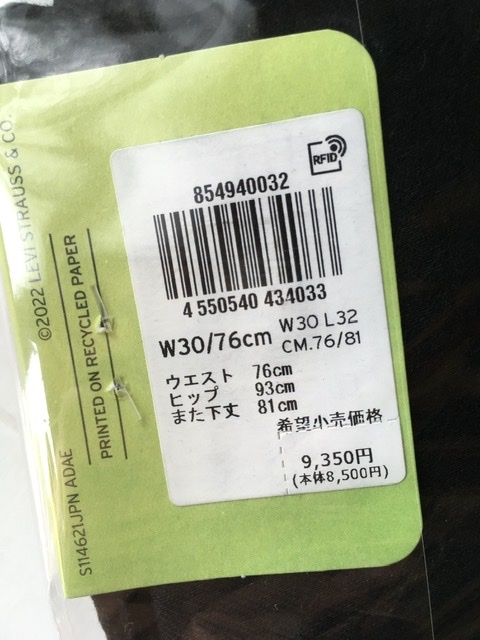 ©2022 LEVI STRAUSS & CO.
PRINTED ON RECYCLED PAPER
S114621JPN ADAE
RFID
854940032
4 550540 434033
W30/76cm
W30 L32
CM.76/81
ウエスト 76cm
ヒップ 93cm
また下丈 81cm
希望小売価格
9,350円
(本体8,500円)